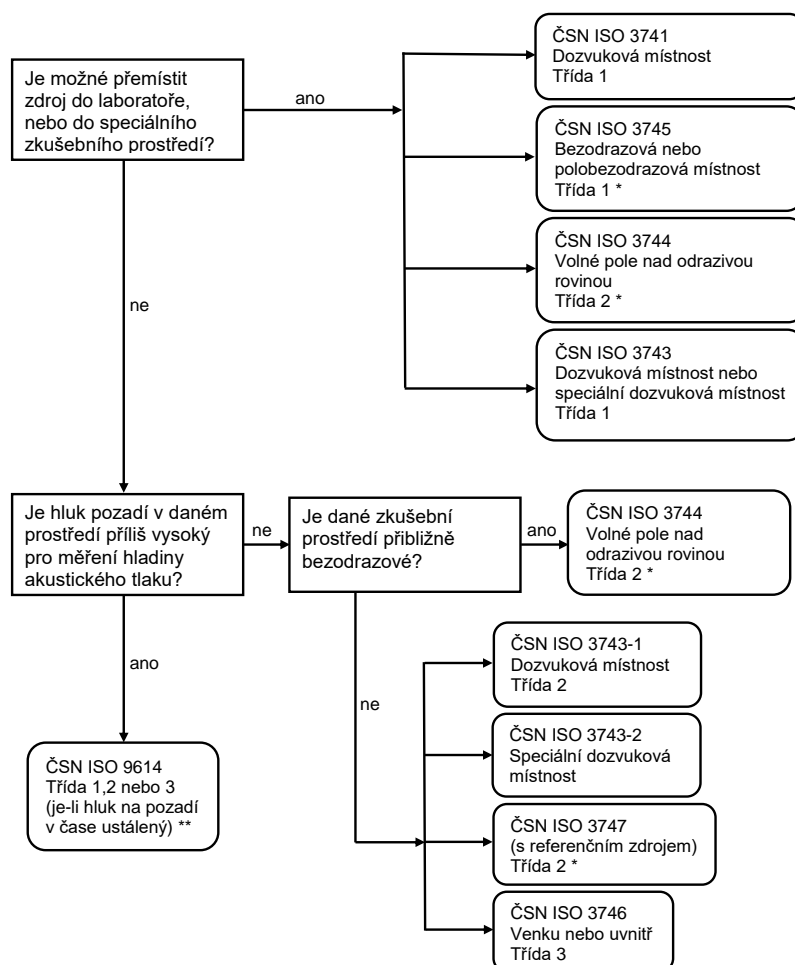 Je možné přemístit
zdroj do laboratoře,
nebo do speciálního
zkušebního prostředí?
ano
ČSN ISO 3741
Dozvuková místnost
Třída 1
ČSN ISO 3745
Bezodrazová nebo
polobezodrazová místnost
Třída 1 *
ČSN ISO 3744
Volné pole nad odrazivou
rovinou
Třída 2 *
ČSN ISO 3743
Dozvuková místnost nebo
speciální dozvuková místnost
Třída 1
ne
Je hluk pozadí v daném
prostředí příliš vysoký
pro měření hladiny
akustického tlaku?
ne
Je dané zkušební
prostředí přibližně
bezodrazové?
ano
ČSN ISO 3744
Volné pole nad
odrazivou rovinou
Třída 2 *
ano
ČSN ISO 9614
Třída 1,2 nebo 3
(je-li hluk na pozadí
v čase ustálený) **
ne
ČSN ISO 3743-1
Dozvuková místnost
Třída 2
ČSN ISO 3743-2
Speciální dozvuková
místnost
ČSN ISO 3747
(s referenčním zdrojem)
Třída 2 *
ČSN ISO 3746
Venku nebo uvnitř
Třída 3